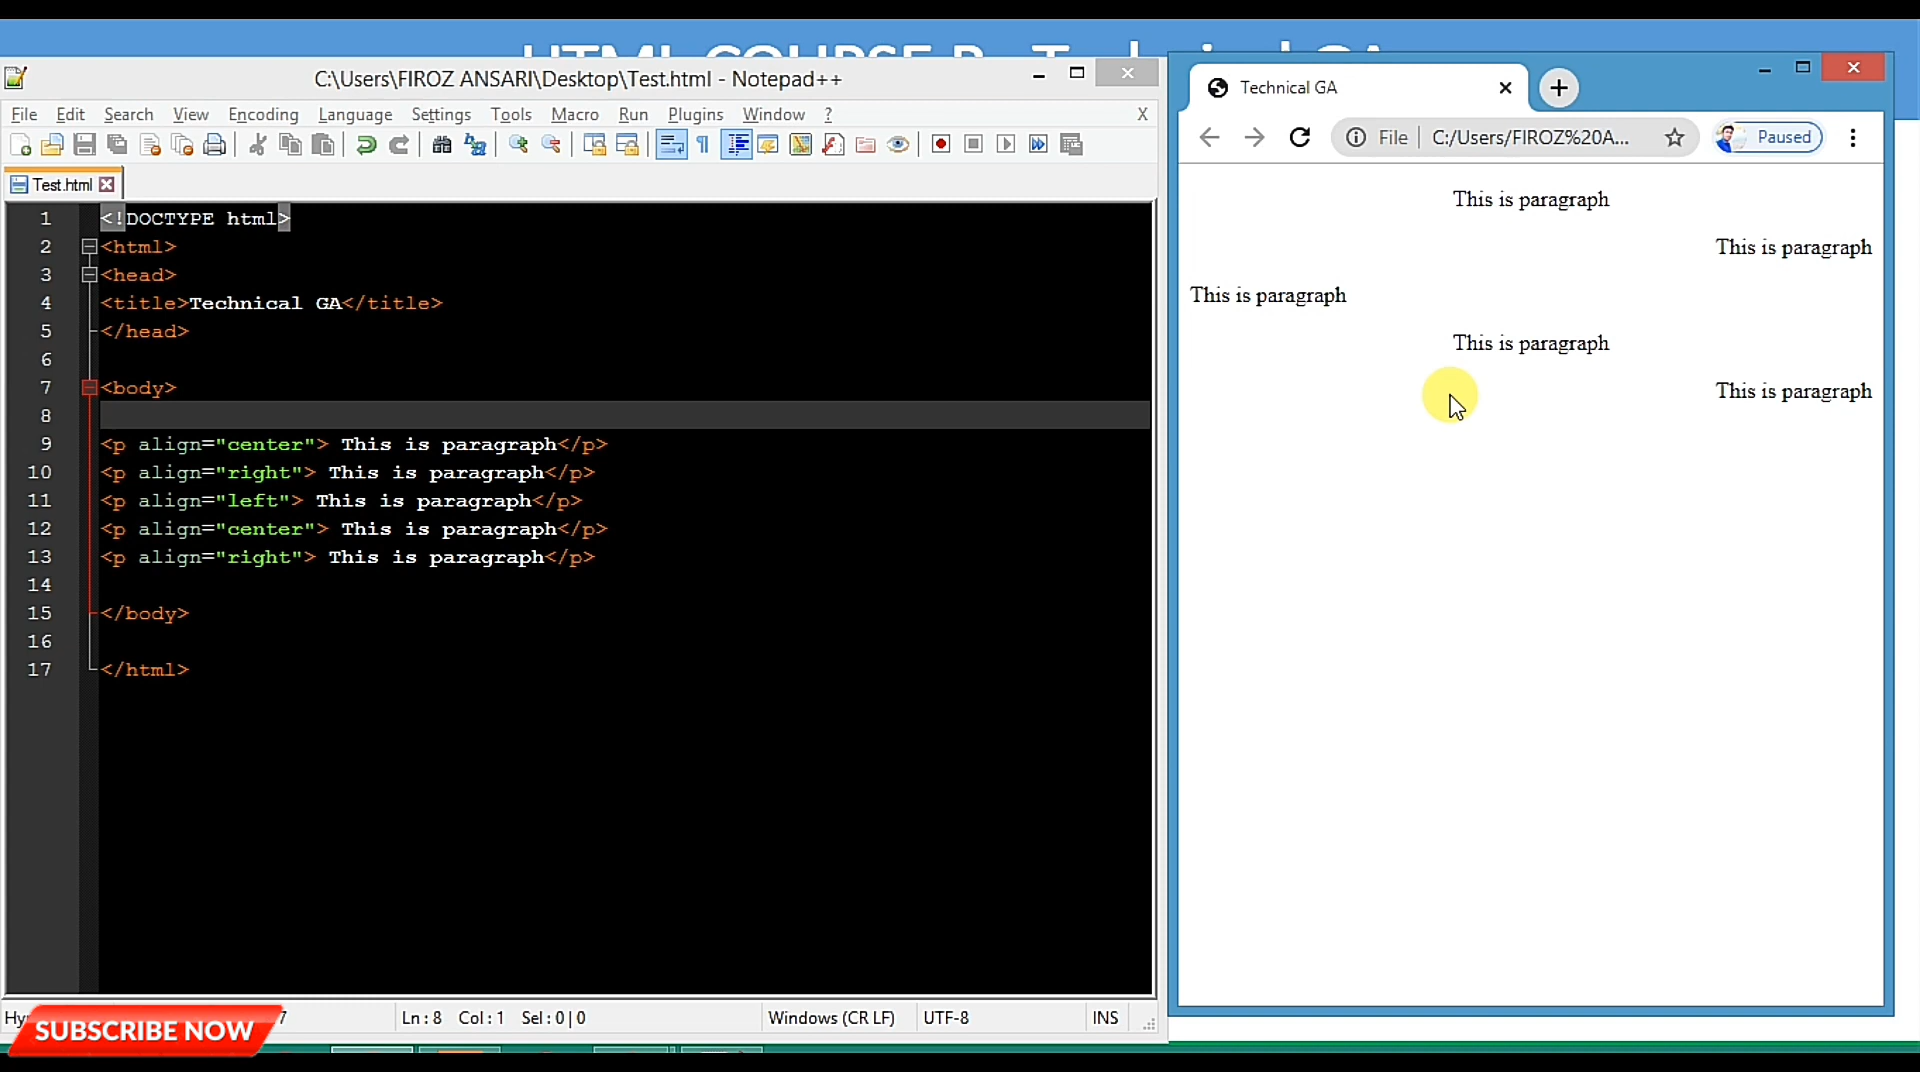 C:\Users\FIROZ ANSARI\Desktop\Test.html - Notepad++
File Edit Search View Encoding Language Settings Tools Macro Run Plugins Window ? X
Test.html
1 <!DOCTYPE html>
2 <html>
3 <head>
4 <title>Technical GA</title>
5 </head>
6
7 <body>
8
9 <p align="center"> This is paragraph</p>
10 <p align="right"> This is paragraph</p>
11 <p align="left"> This is paragraph</p>
12 <p align="center"> This is paragraph</p>
13 <p align="right"> This is paragraph</p>
14
15 </body>
16
17 </html>
Ln:8 Col:1 Sel:0|0 Windows (CR LF) UTF-8 INS
SUBSCRIBE NOW
Technical GA
File C:/Users/FIROZ%20A... Paused
This is paragraph
This is paragraph
This is paragraph
This is paragraph
This is paragraph